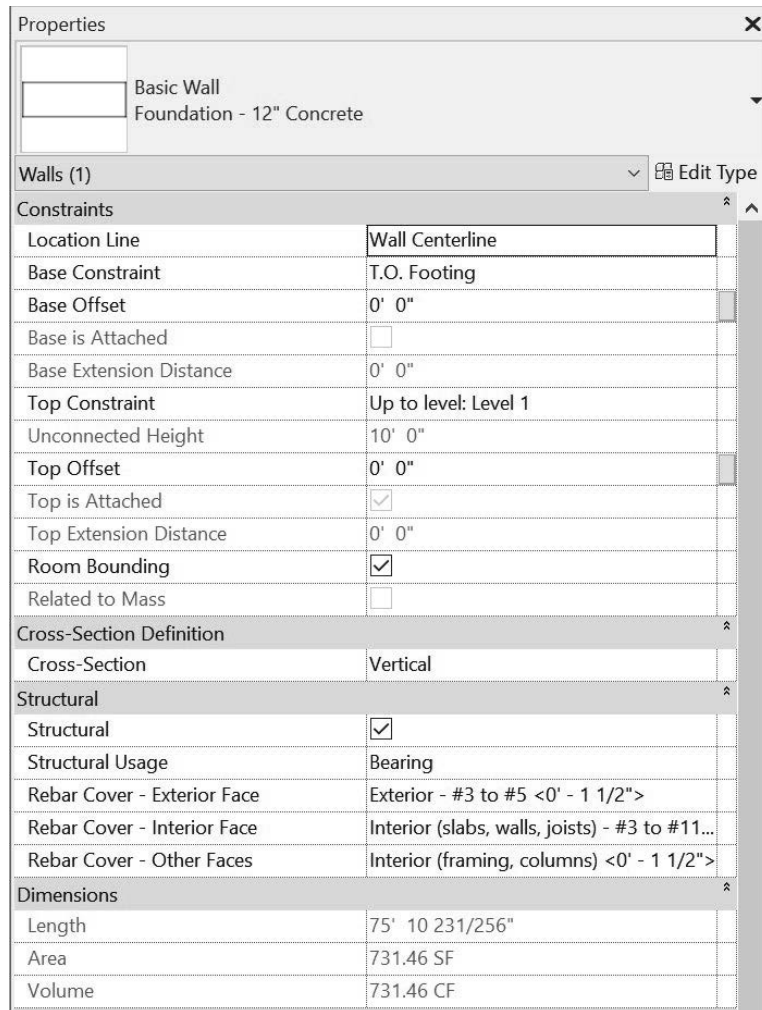 Properties
Basic Wall
Foundation - 12" Concrete
Walls (1)
Edit Type
Constraints
Location Line Wall Centerline
Base Constraint T.O. Footing
Base Offset 0' 0"
Base is Attached
Base Extension Distance 0' 0"
Top Constraint Up to level: Level 1
Unconnected Height 10' 0"
Top Offset 0' 0"
Top is Attached
Top Extension Distance 0' 0"
Room Bounding
Related to Mass
Cross-Section Definition
Cross-Section Vertical
Structural
Structural
Structural Usage Bearing
Rebar Cover - Exterior Face Exterior - #3 to #5 <0' - 1 1/2">
Rebar Cover - Interior Face Interior (slabs, walls, joists) - #3 to #11...
Rebar Cover - Other Faces Interior (framing, columns) <0' - 1 1/2">
Dimensions
Length 75' 10 231/256"
Area 731.46 SF
Volume 731.46 CF